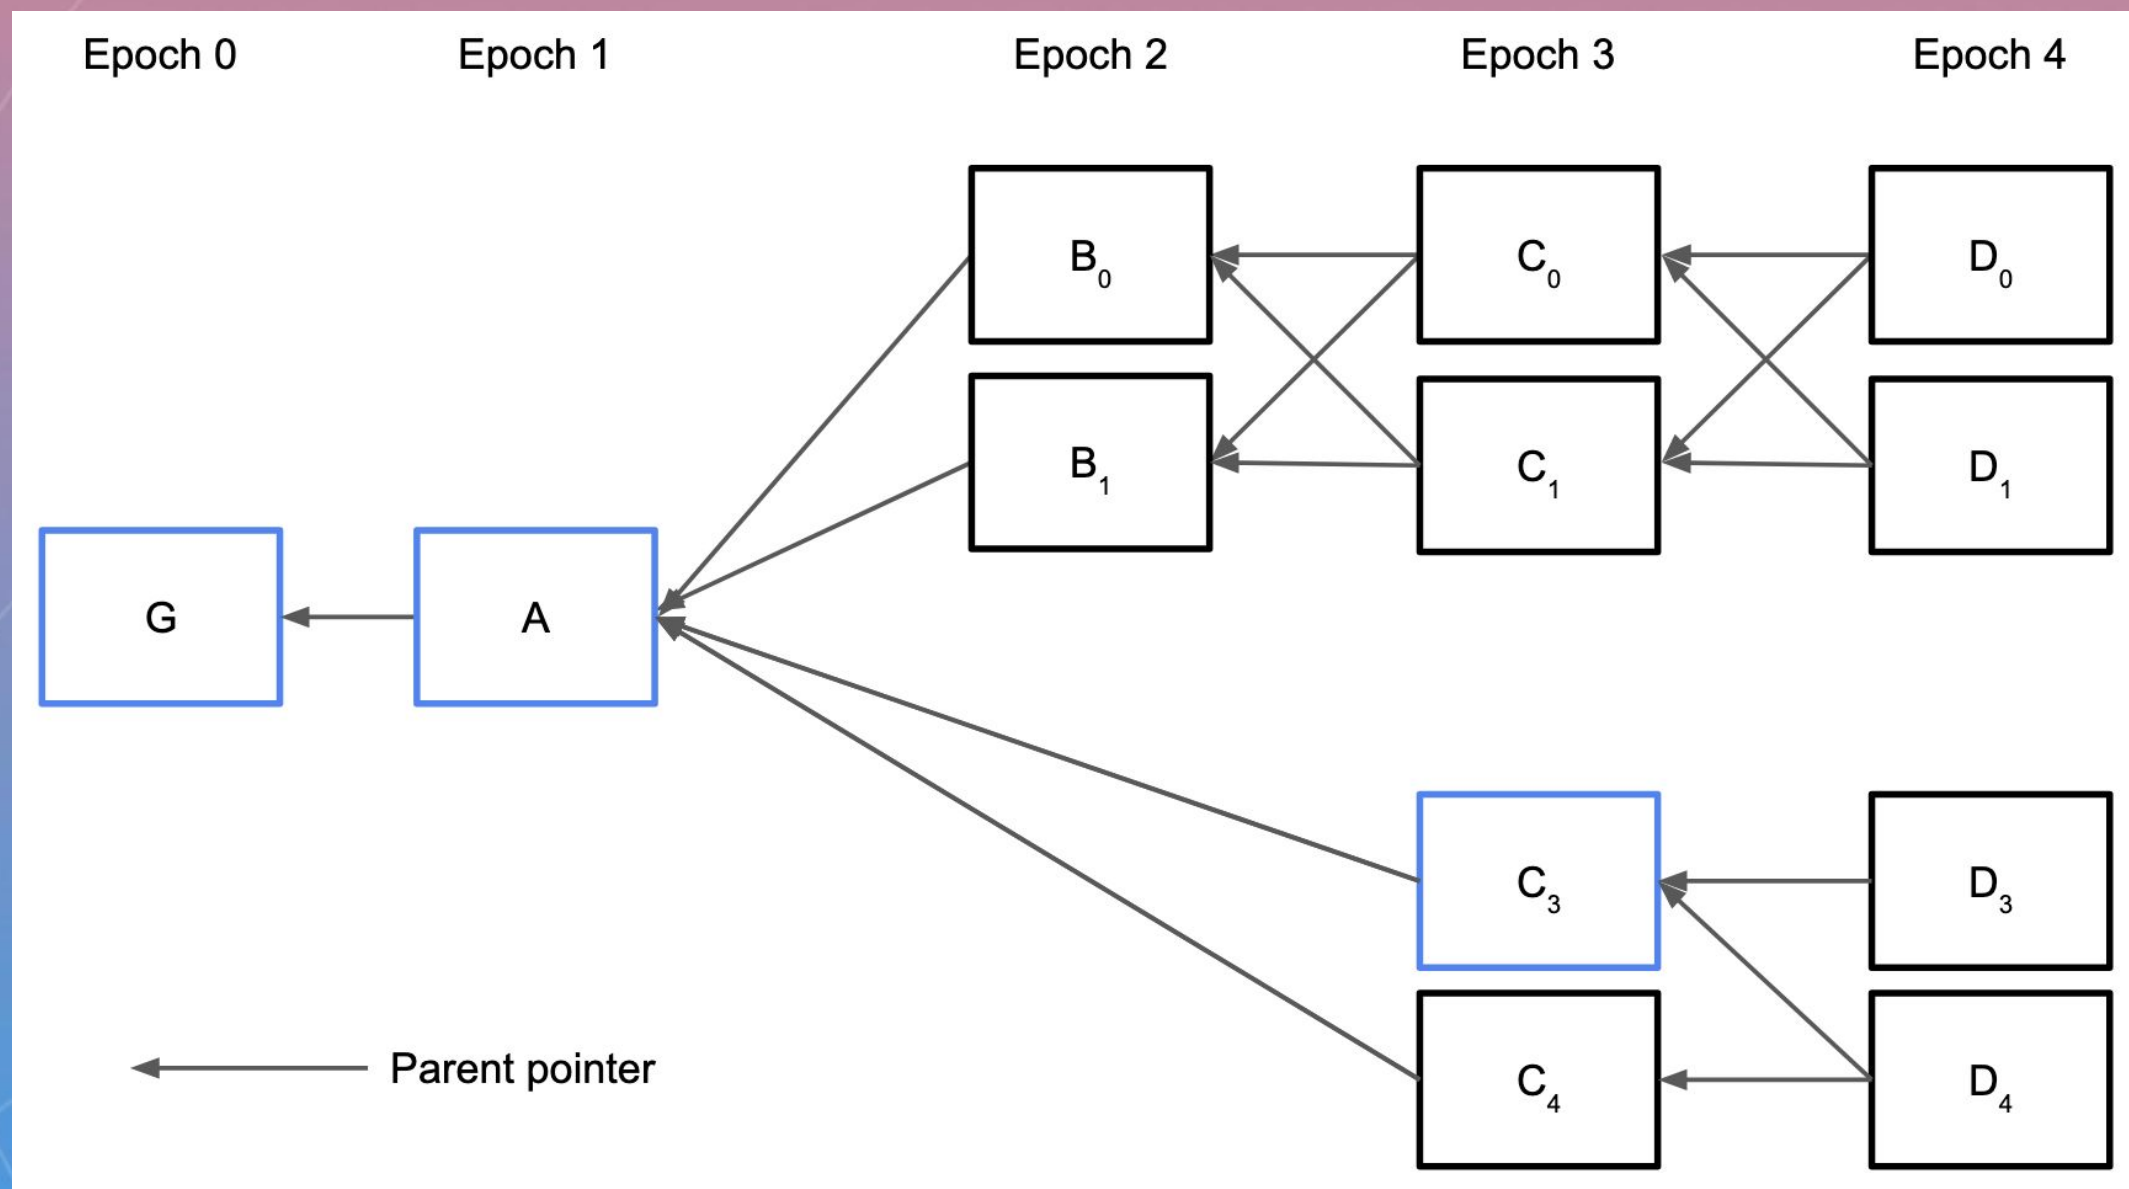 Epoch 0 Epoch 1 Epoch 2 Epoch 3 Epoch 4
B₀ C₀ D₀
B₁ C₁ D₁
G A
C₃ D₃
Parent pointer
C₄ D₄